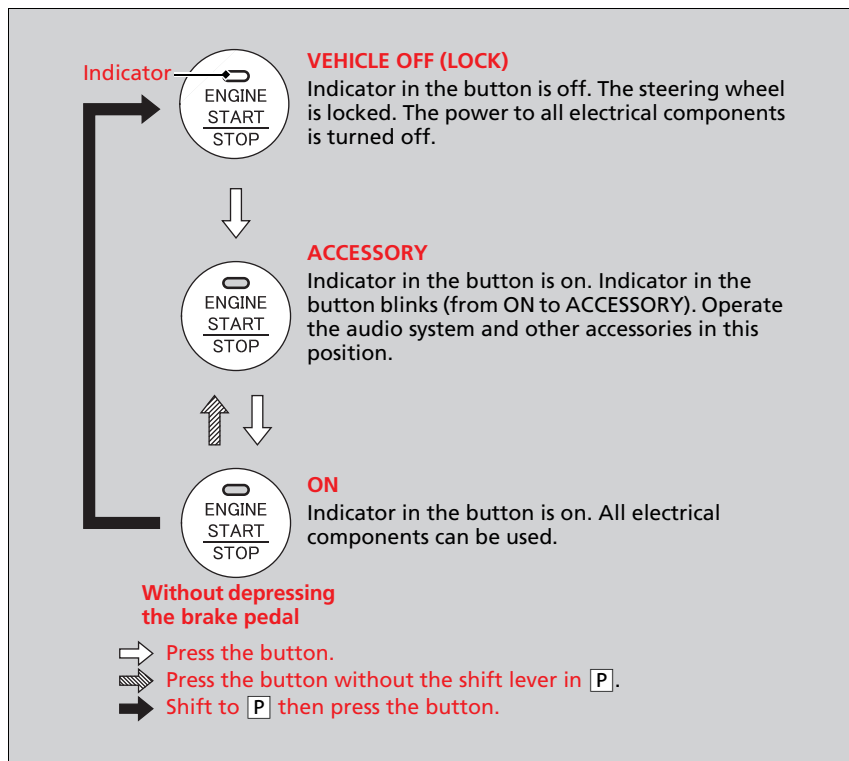 Indicator
ENGINE
START
STOP
VEHICLE OFF (LOCK)
Indicator in the button is off. The steering wheel
is locked. The power to all electrical components
is turned off.
ENGINE
START
STOP
ACCESSORY
Indicator in the button is on. Indicator in the
button blinks (from ON to ACCESSORY). Operate
the audio system and other accessories in this
position.
ENGINE
START
STOP
ON
Indicator in the button is on. All electrical
components can be used.
Without depressing
the brake pedal
Press the button.
Press the button without the shift lever in P.
Shift to P then press the button.